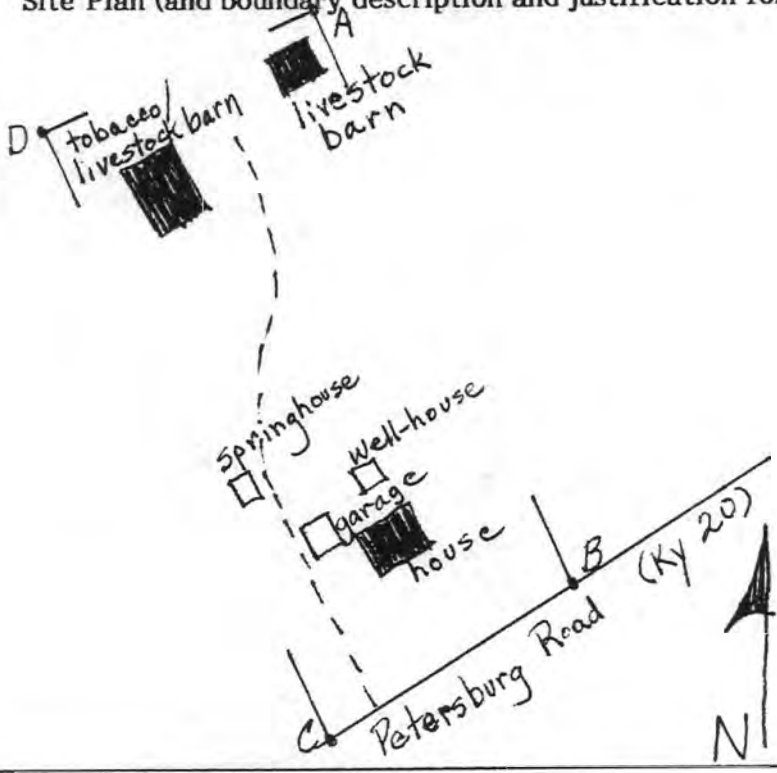 Site Plan (and boundary description and justification for
A
livestock
barn
D
tobacco/
livestock barn
springhouse
well-house
garage
house
B
(Ky 20)
Petersburg Road
C
N